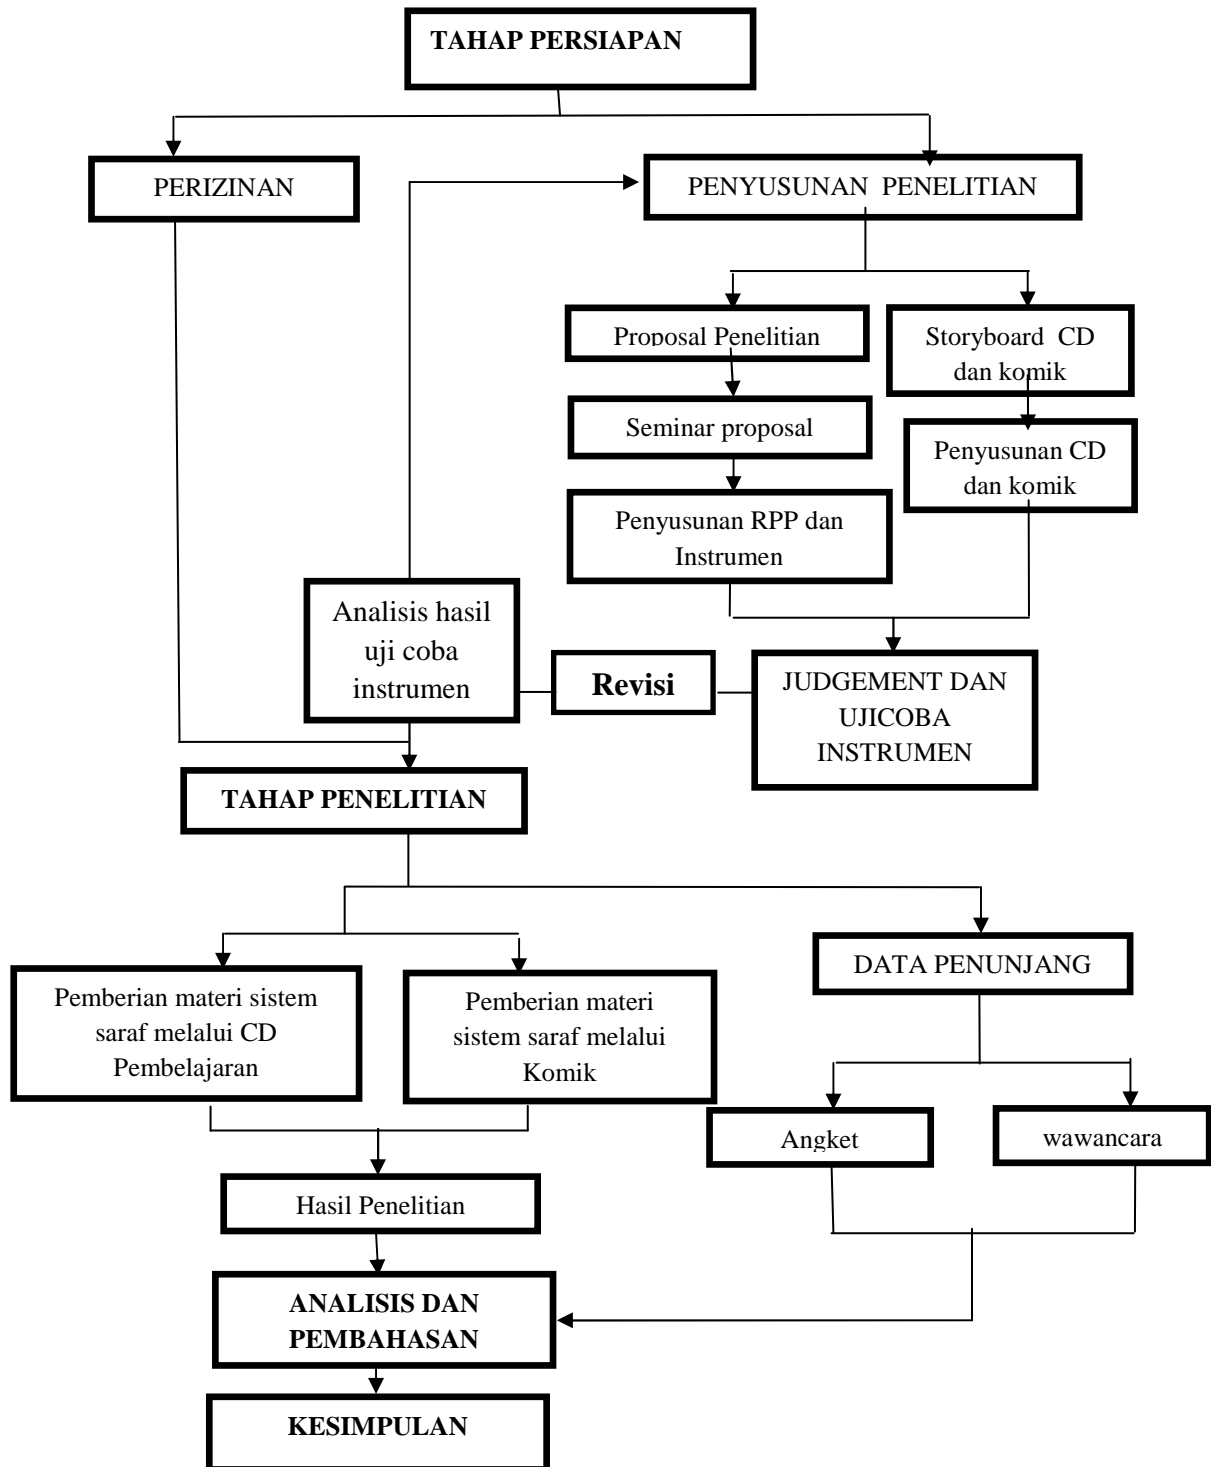 TAHAP PERSIAPAN
PERIZINAN
PENYUSUNAN PENELITIAN
Proposal Penelitian
Storyboard CD
dan komik
Seminar proposal
Penyusunan CD
dan komik
Penyusunan RPP dan
Instrumen
Analisis hasil
uji coba
instrumen
Revisi
JUDGEMENT DAN
UJICOBA
INSTRUMEN
TAHAP PENELITIAN
DATA PENUNJANG
Pemberian materi sistem
saraf melalui CD
Pembelajaran
Pemberian materi
sistem saraf melalui
Komik
Angket
wawancara
Hasil Penelitian
ANALISIS DAN
PEMBAHASAN
KESIMPULAN